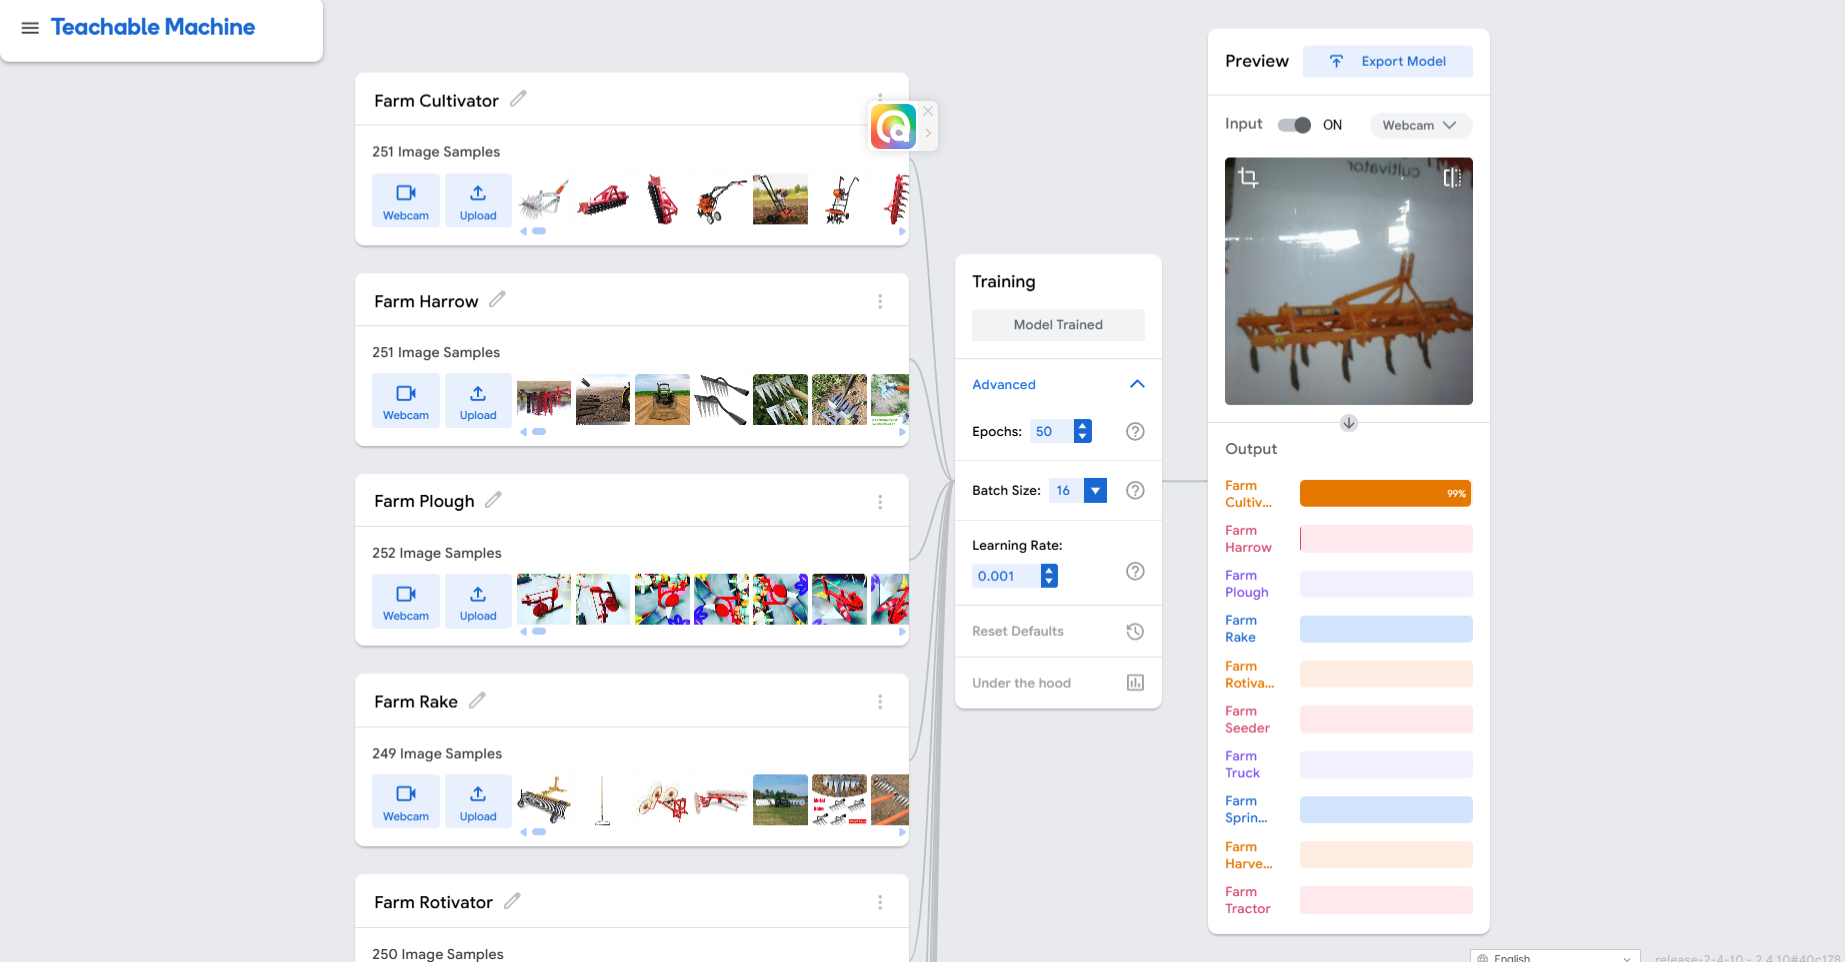 Teachable Machine
Farm Cultivator
251 Image Samples
Webcam
Upload
Farm Harrow
251 Image Samples
Webcam
Upload
Farm Plough
252 Image Samples
Webcam
Upload
Farm Rake
249 Image Samples
Webcam
Upload
Farm Rotivator
250 Image Samples
Training
Model Trained
Advanced
Epochs: 50
Batch Size: 16
Learning Rate:
0.001
Reset Defaults
Under the hood
Preview
Export Model
Input ON Webcam
cultivator
Output
Farm
Cultiv...
99%
Farm
Harrow
Farm
Plough
Farm
Rake
Farm
Rotiva...
Farm
Seeder
Farm
Truck
Farm
Sprin...
Farm
Harve...
Farm
Tractor
English
release-2-4-10 - 2.4.10#40c178